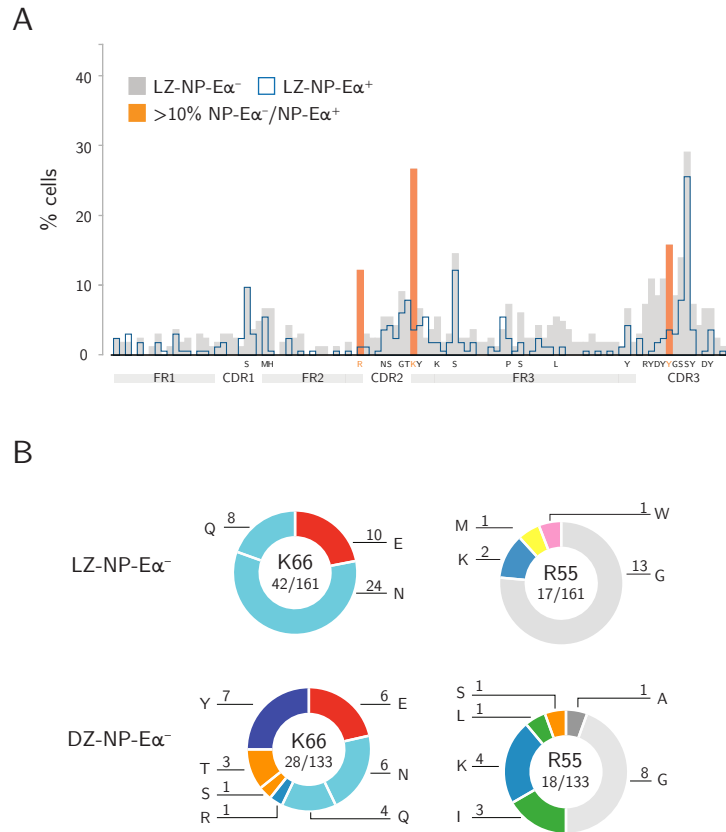 A
40
30
20
10
0
% cells
LZ-NP-Eα⁻ LZ-NP-Eα⁺
>10% NP-Eα⁻/NP-Eα⁺
S MH R NS GTKY K S P S L Y RYDYYGSSY DY
FR1 CDR1 FR2 CDR2 FR3 CDR3
B
LZ-NP-Eα⁻
Q 8
10 E
24 N
K66
42/161
M 1
K 2
1 W
13 G
R55
17/161
DZ-NP-Eα⁻
Y 7
T 3
S 1
R 1
6 E
6 N
4 Q
K66
28/133
S 1
L 1
K 4
I 3
1 A
8 G
R55
18/133